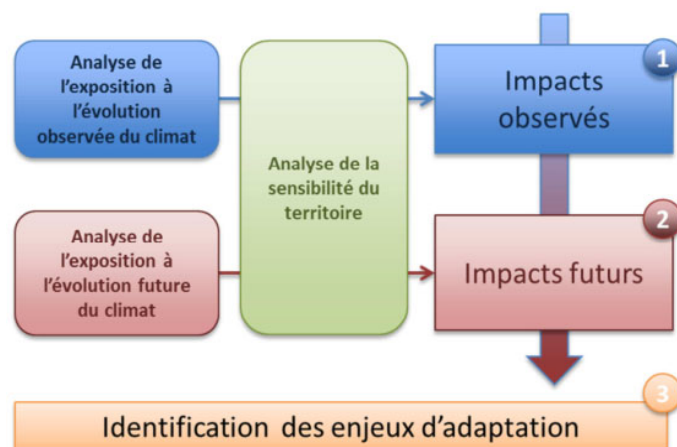 Analyse de
l'exposition à
l'évolution
observée du climat
Analyse de la
sensibilité du
territoire
1
Impacts
observés
Analyse de
l'exposition à
l'évolution future
du climat
2
Impacts futurs
3
Identification des enjeux d'adaptation